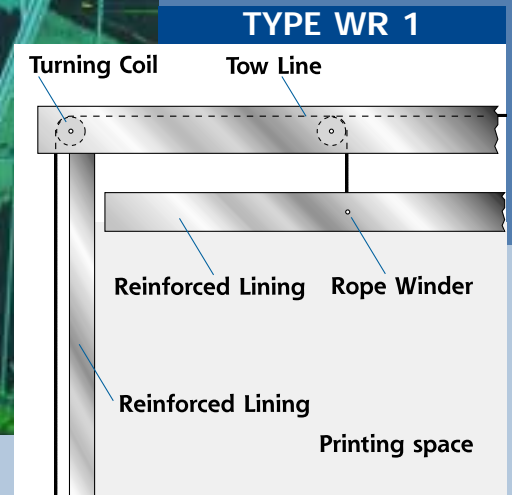 TYPE WR 1
Turning Coil
Tow Line
Reinforced Lining
Rope Winder
Reinforced Lining
Printing space